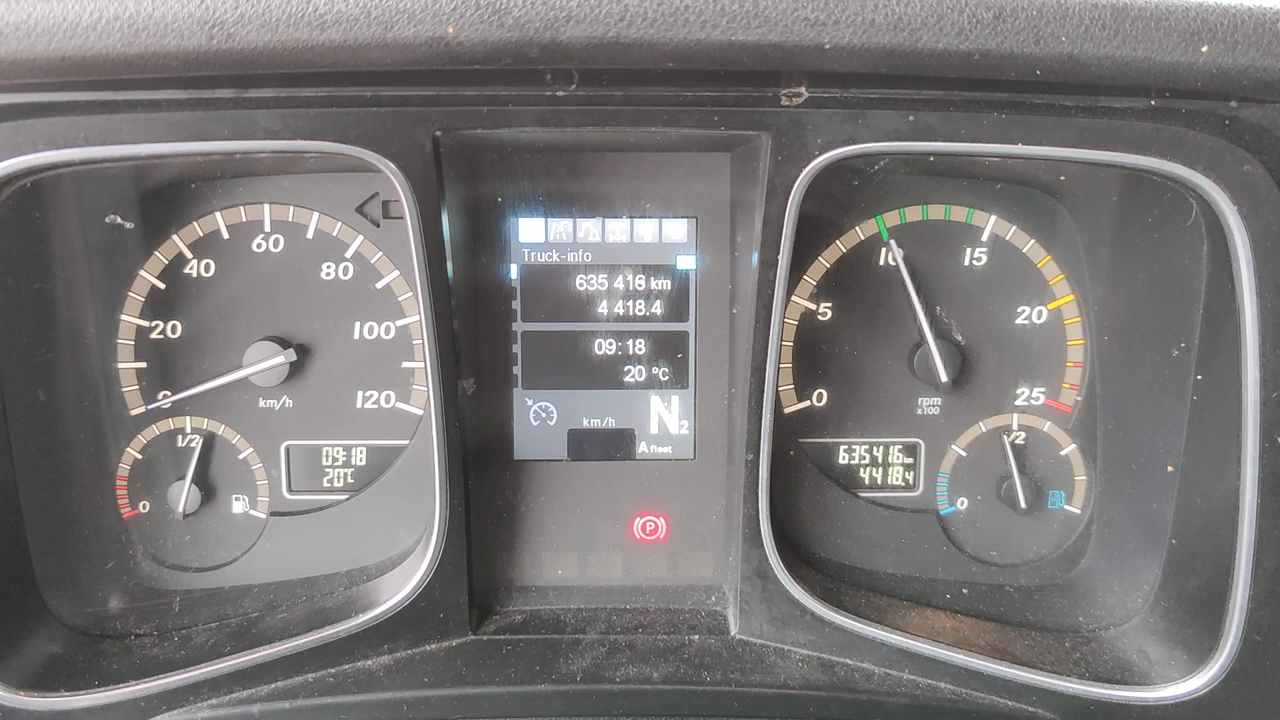 0
20
40
60
80
100
120
km/h
0
1/2
09:18
20°C
Truck-info
635 416 km
4 418.4
09:18
20 °C
km/h
N2
A fleet
P
0
5
10
15
20
25
rpm
x100
635416km
4418.4
0
1/2